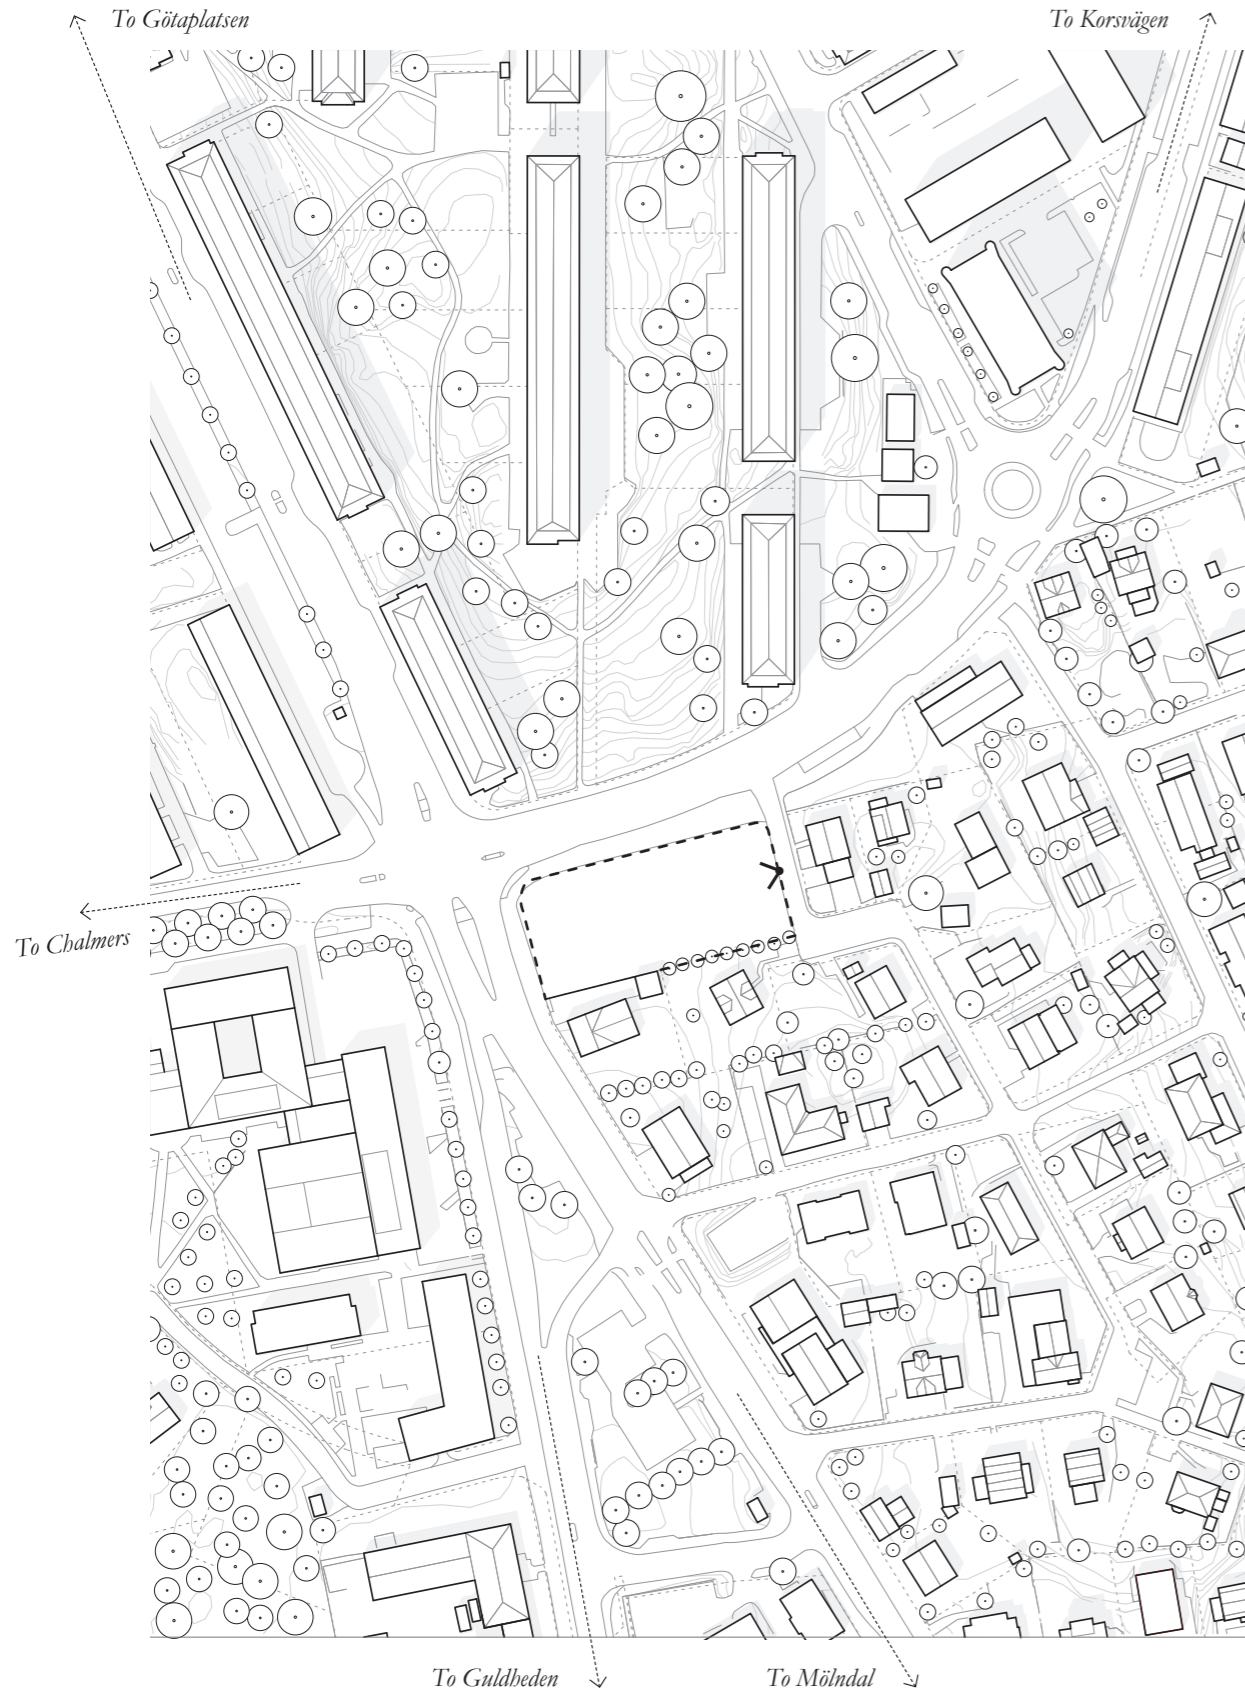 To Götaplatsen
To Korsvägen
To Chalmers
To Guldheden
To Mölndal